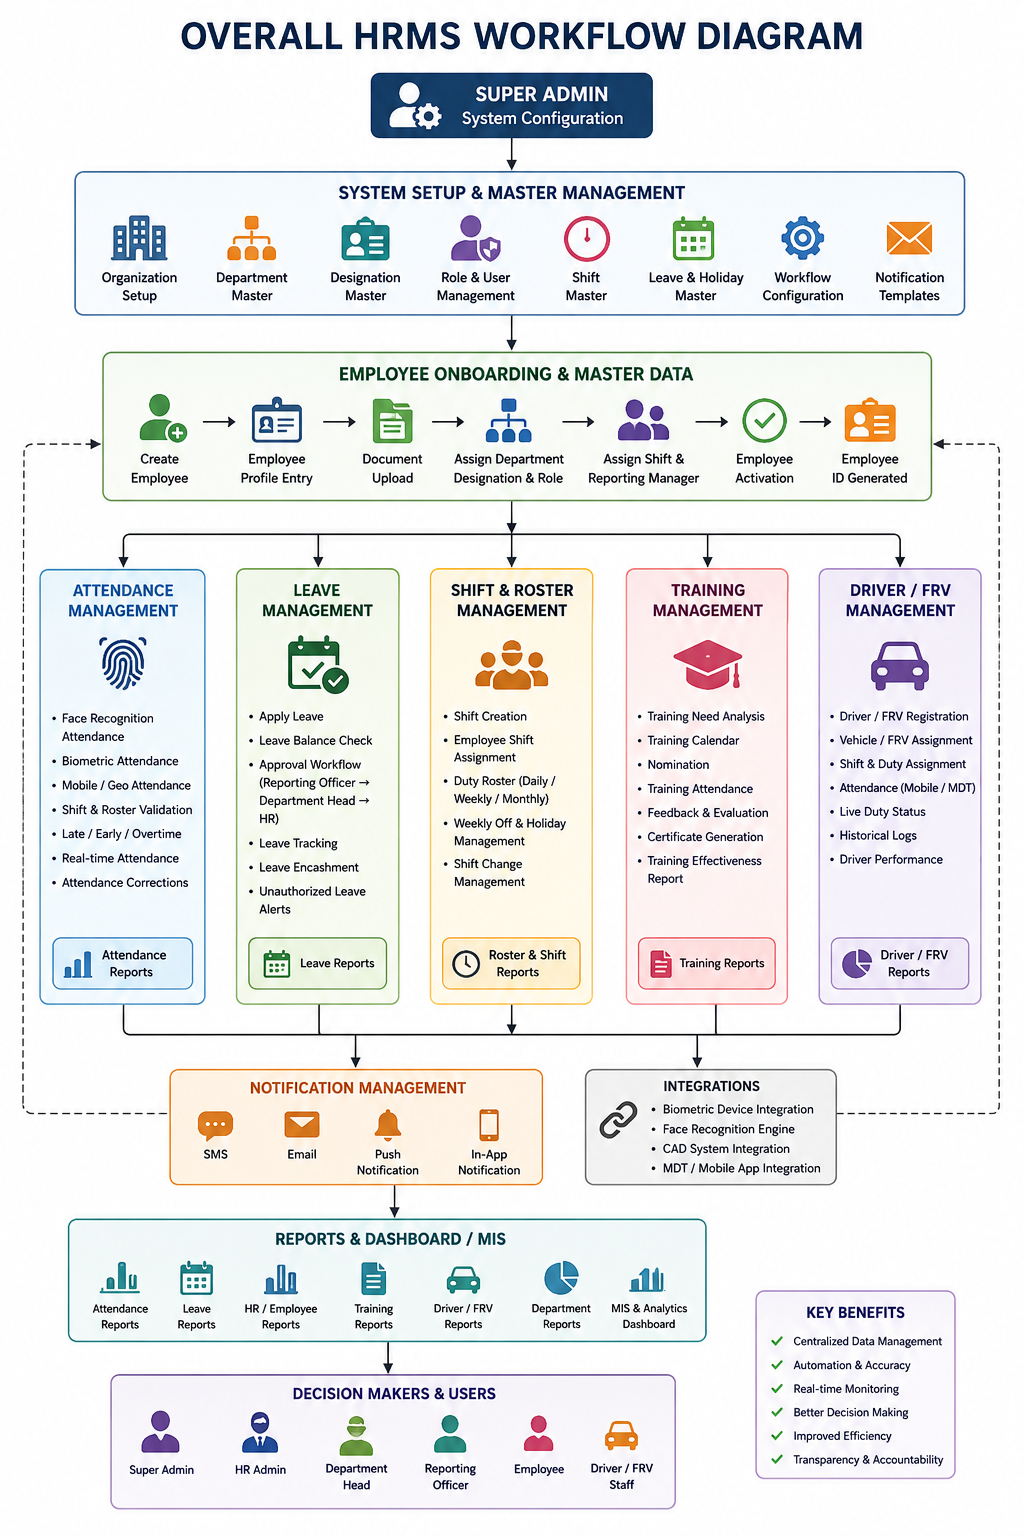 OVERALL HRMS WORKFLOW DIAGRAM
SUPER ADMIN
System Configuration
SYSTEM SETUP & MASTER MANAGEMENT
Organization
Setup
Department
Master
Designation
Master
Role & User
Management
Shift
Master
Leave & Holiday
Master
Workflow
Configuration
Notification
Templates
EMPLOYEE ONBOARDING & MASTER DATA
Create
Employee
Employee
Profile Entry
Document
Upload
Assign Department
Designation & Role
Assign Shift &
Reporting Manager
Employee
Activation
Employee
ID Generated
ATTENDANCE
MANAGEMENT
• Face Recognition
Attendance
• Biometric Attendance
• Mobile / Geo Attendance
• Shift & Roster Validation
• Late / Early / Overtime
• Real-time Attendance
• Attendance Corrections
Attendance
Reports
LEAVE
MANAGEMENT
• Apply Leave
• Leave Balance Check
• Approval Workflow
(Reporting Officer →
Department Head →
HR)
• Leave Tracking
• Leave Encashment
• Unauthorized Leave
Alerts
Leave Reports
SHIFT & ROSTER
MANAGEMENT
• Shift Creation
• Employee Shift
Assignment
• Duty Roster (Daily /
Weekly / Monthly)
• Weekly Off & Holiday
Management
• Shift Change
Management
Roster & Shift
Reports
TRAINING
MANAGEMENT
• Training Need Analysis
• Training Calendar
• Nomination
• Training Attendance
• Feedback & Evaluation
• Certificate Generation
• Training Effectiveness
Report
Training Reports
DRIVER / FRV
MANAGEMENT
• Driver / FRV Registration
• Vehicle / FRV Assignment
• Shift & Duty Assignment
• Attendance (Mobile / MDT)
• Live Duty Status
• Historical Logs
• Driver Performance
Driver / FRV
Reports
NOTIFICATION MANAGEMENT
SMS
Email
Push
Notification
In-App
Notification
INTEGRATIONS
• Biometric Device Integration
• Face Recognition Engine
• CAD System Integration
• MDT / Mobile App Integration
REPORTS & DASHBOARD / MIS
Attendance
Reports
Leave
Reports
HR / Employee
Reports
Training
Reports
Driver / FRV
Reports
Department
Reports
MIS & Analytics
Dashboard
DECISION MAKERS & USERS
Super Admin
HR Admin
Department
Head
Reporting
Officer
Employee
Driver / FRV
Staff
KEY BENEFITS
Centralized Data Management
Automation & Accuracy
Real-time Monitoring
Better Decision Making
Improved Efficiency
Transparency & Accountability